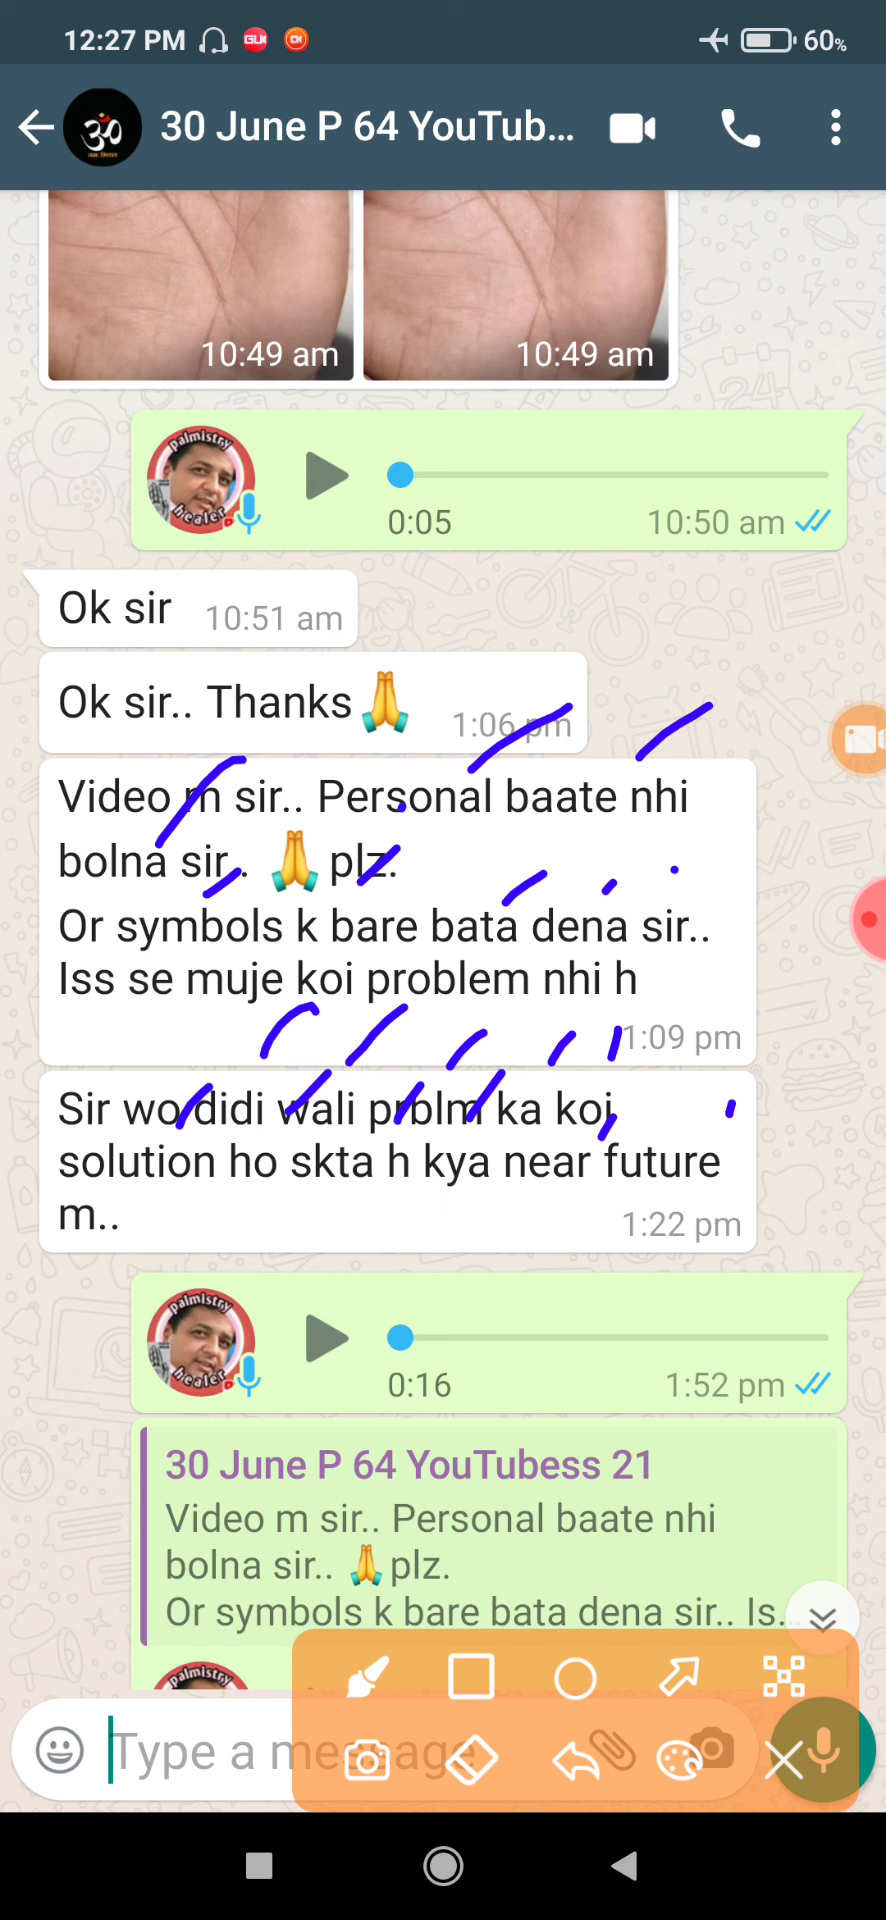 12:27 PM 60%
30 June P 64 YouTub...
10:49 am 10:49 am
palmistry
healer
0:05 10:50 am
Ok sir 10:51 am
Ok sir.. Thanks🙏 1:06 pm
Video m sir.. Personal baate nhi
bolna sir.. 🙏 plz.
Or symbols k bare bata dena sir..
Iss se muje koi problem nhi h
1:09 pm
Sir wo didi wali prblm ka koi
solution ho skta h kya near future
m..
1:22 pm
palmistry
healer
0:16 1:52 pm
30 June P 64 YouTubess 21
Video m sir.. Personal baate nhi
bolna sir.. 🙏plz.
Or symbols k bare bata dena sir.. Is...
palmistry
Type a message